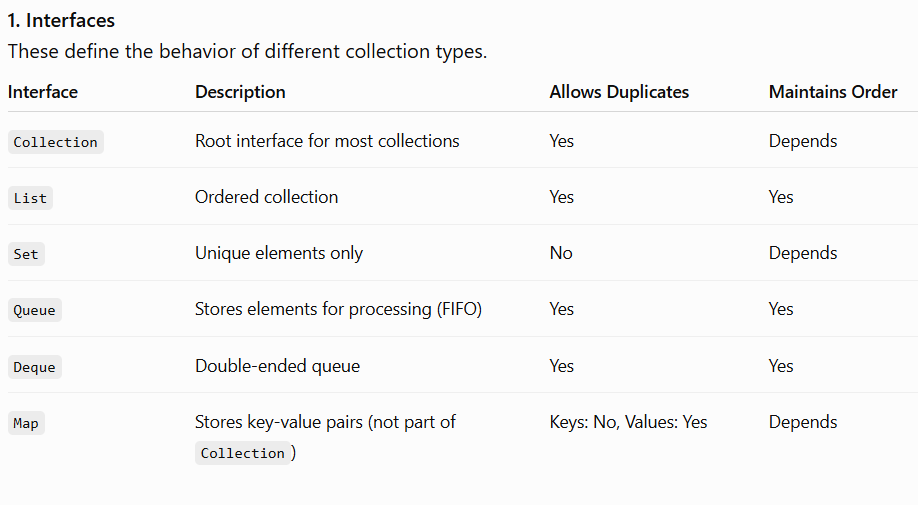 1. Interfaces
These define the behavior of different collection types.
Interface Description Allows Duplicates Maintains Order
Collection Root interface for most collections Yes Depends
List Ordered collection Yes Yes
Set Unique elements only No Depends
Queue Stores elements for processing (FIFO) Yes Yes
Deque Double-ended queue Yes Yes
Map Stores key-value pairs (not part of Keys: No, Values: Yes Depends
Collection)